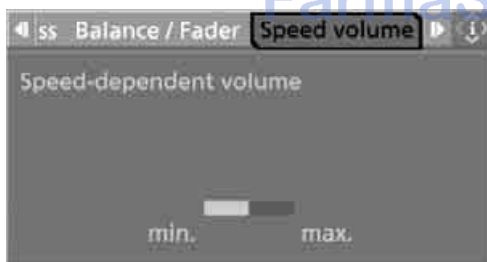 ss Balance / Fader Speed volume i
Speed-dependent volume
min. max.